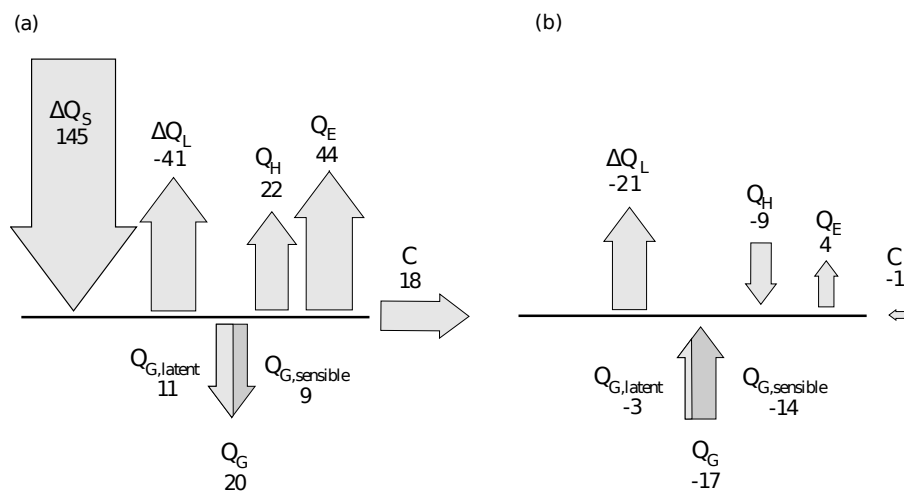 (a)
ΔQ_S
145
ΔQ_L
-41
Q_H
22
Q_E
44
C
18
Q_G,latent
11
Q_G,sensible
9
Q_G
20
(b)
ΔQ_L
-21
Q_H
-9
Q_E
4
C
-1
Q_G,latent
-3
Q_G,sensible
-14
Q_G
-17